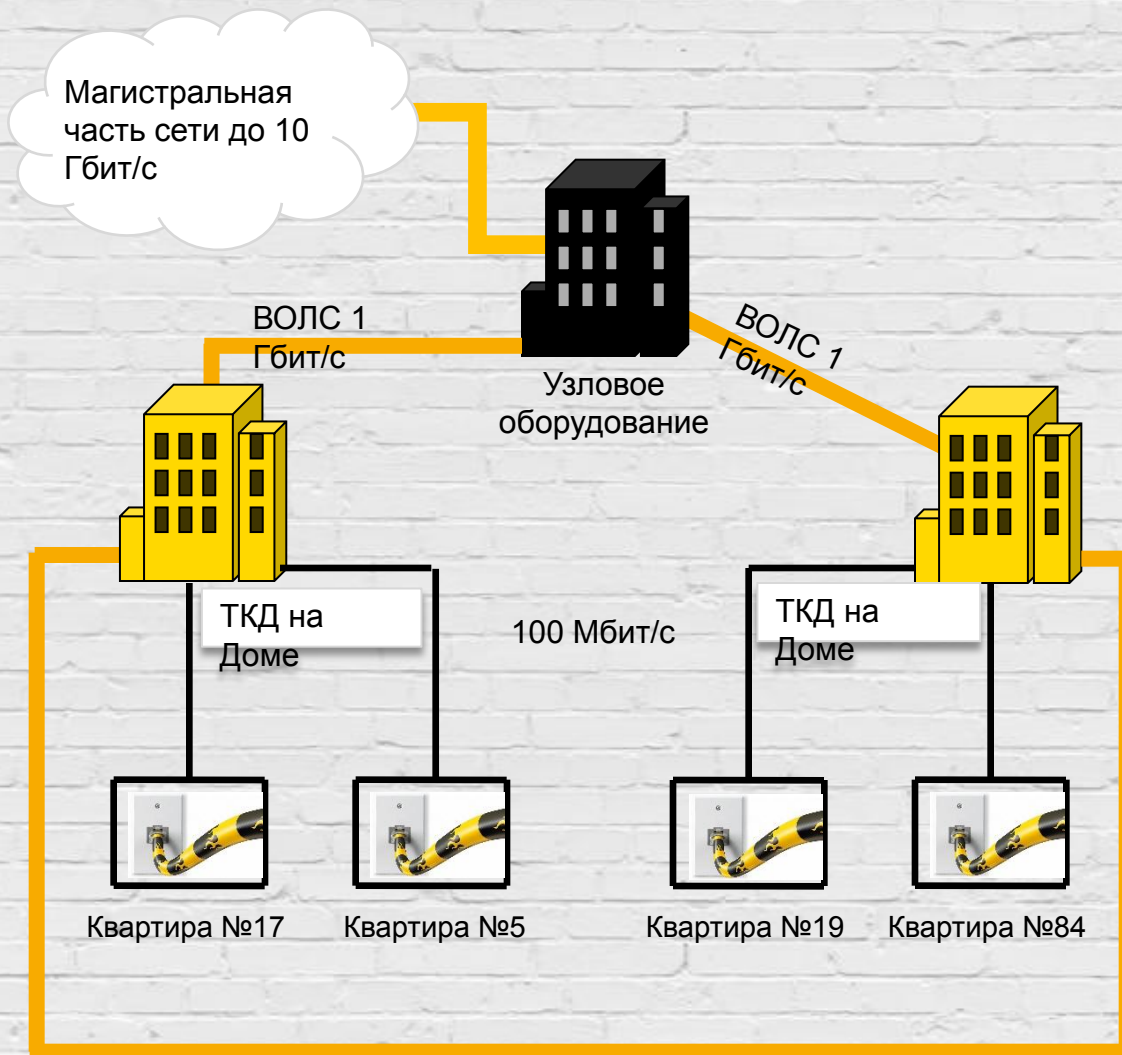 Магистральная
часть сети до 10
Гбит/с
ВОЛС 1
Гбит/с
ВОЛС 1
Гбит/с
Узловое
оборудование
ТКД на
Доме
100 Мбит/с
ТКД на
Доме
Квартира №17
Квартира №5
Квартира №19
Квартира №84